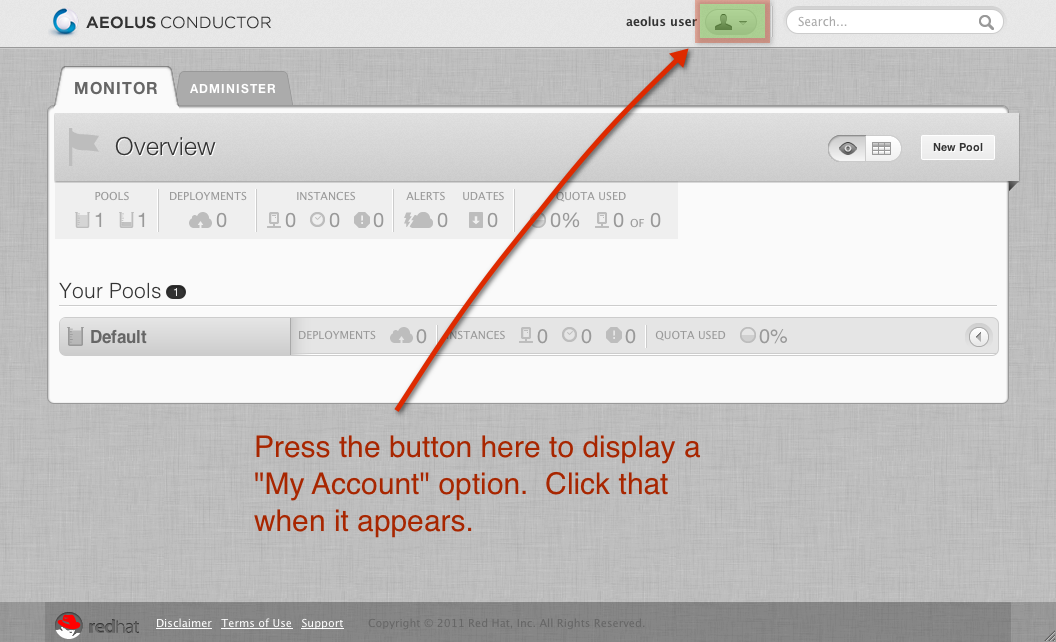 AEOLUS CONDUCTOR
aeolus user
Search...
MONITOR
ADMINISTER
Overview
New Pool
POOLS DEPLOYMENTS INSTANCES ALERTS UDATES QUOTA USED
1 1 0 0 0 0 0 0 0% 0 OF 0
Your Pools 1
Default DEPLOYMENTS 0 INSTANCES 0 0 0 QUOTA USED 0%
Press the button here to display a
"My Account" option. Click that
when it appears.
redhat Disclaimer Terms of Use Support Copyright © 2011 Red Hat, Inc. All Rights Reserved.